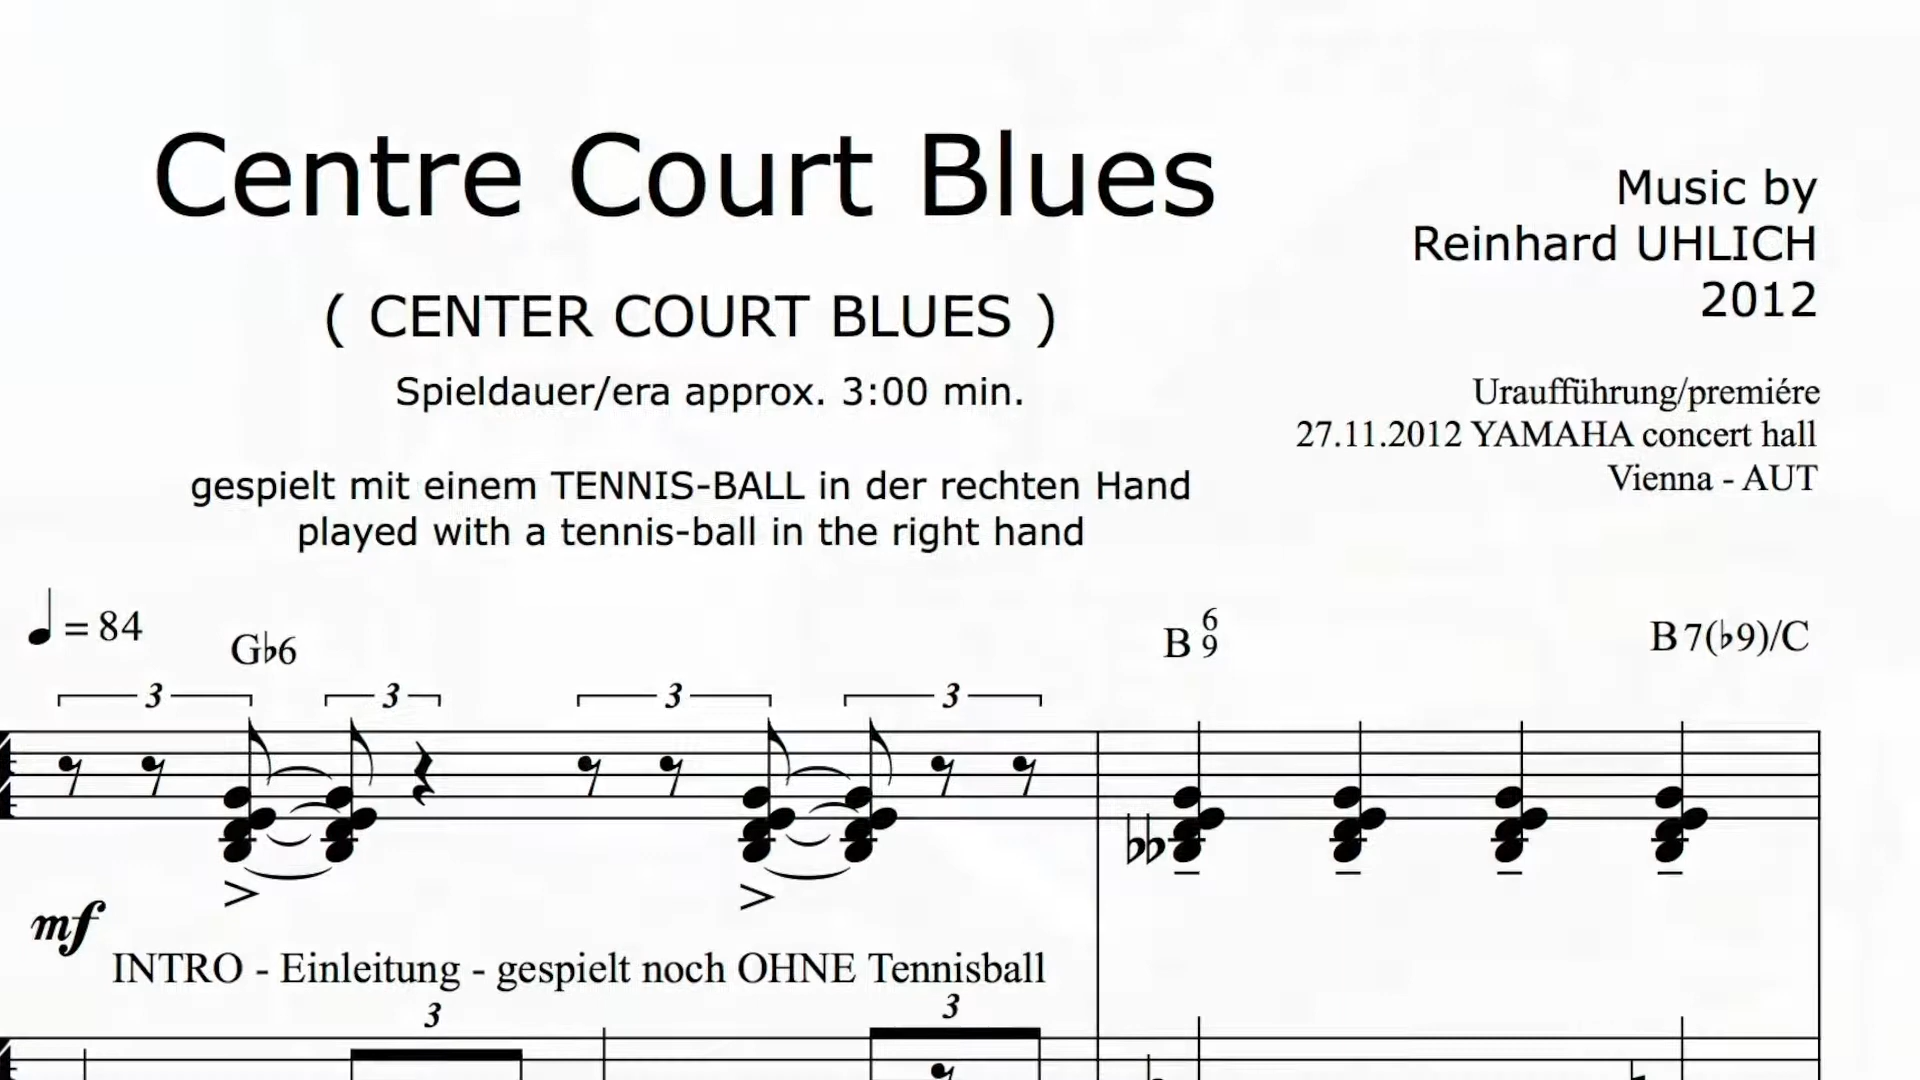 Centre Court Blues
( CENTER COURT BLUES )
Spieldauer/era approx. 3:00 min.
gespielt mit einem TENNIS-BALL in der rechten Hand
played with a tennis-ball in the right hand
Music by
Reinhard UHLICH
2012
Uraufführung/premiére
27.11.2012 YAMAHA concert hall
Vienna - AUT
= 84
G♭6
B 6 9
B7(♭9)/C
3 3 3 3
mf
INTRO - Einleitung - gespielt noch OHNE Tennisball
3 3